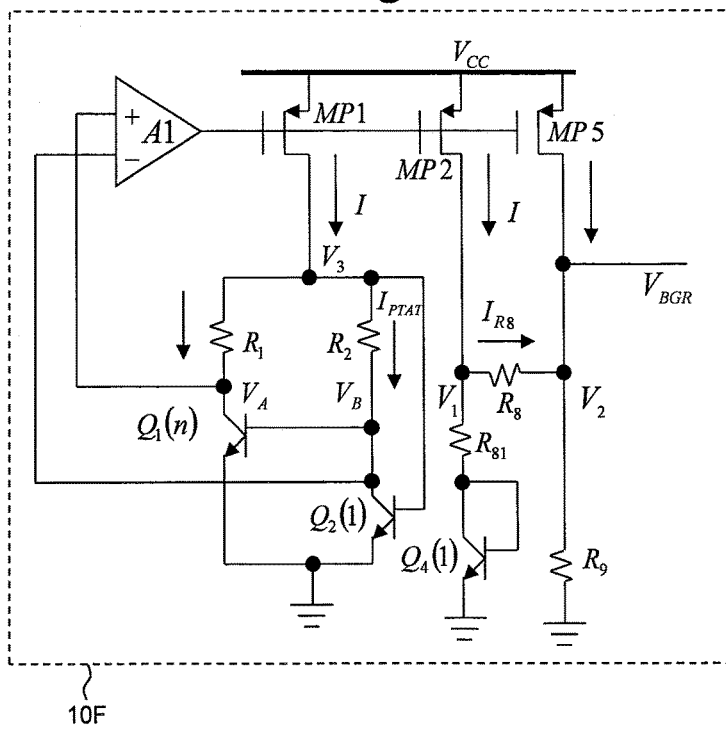 V_CC
+
A1
−
MP1
MP2
MP5
I
I
V_3
V_BGR
I_PTAT
I_R8
R_1
R_2
V_A
V_B
V_1
R_8
V_2
Q_1(n)
R_81
Q_2(1)
Q_4(1)
R_9
10F